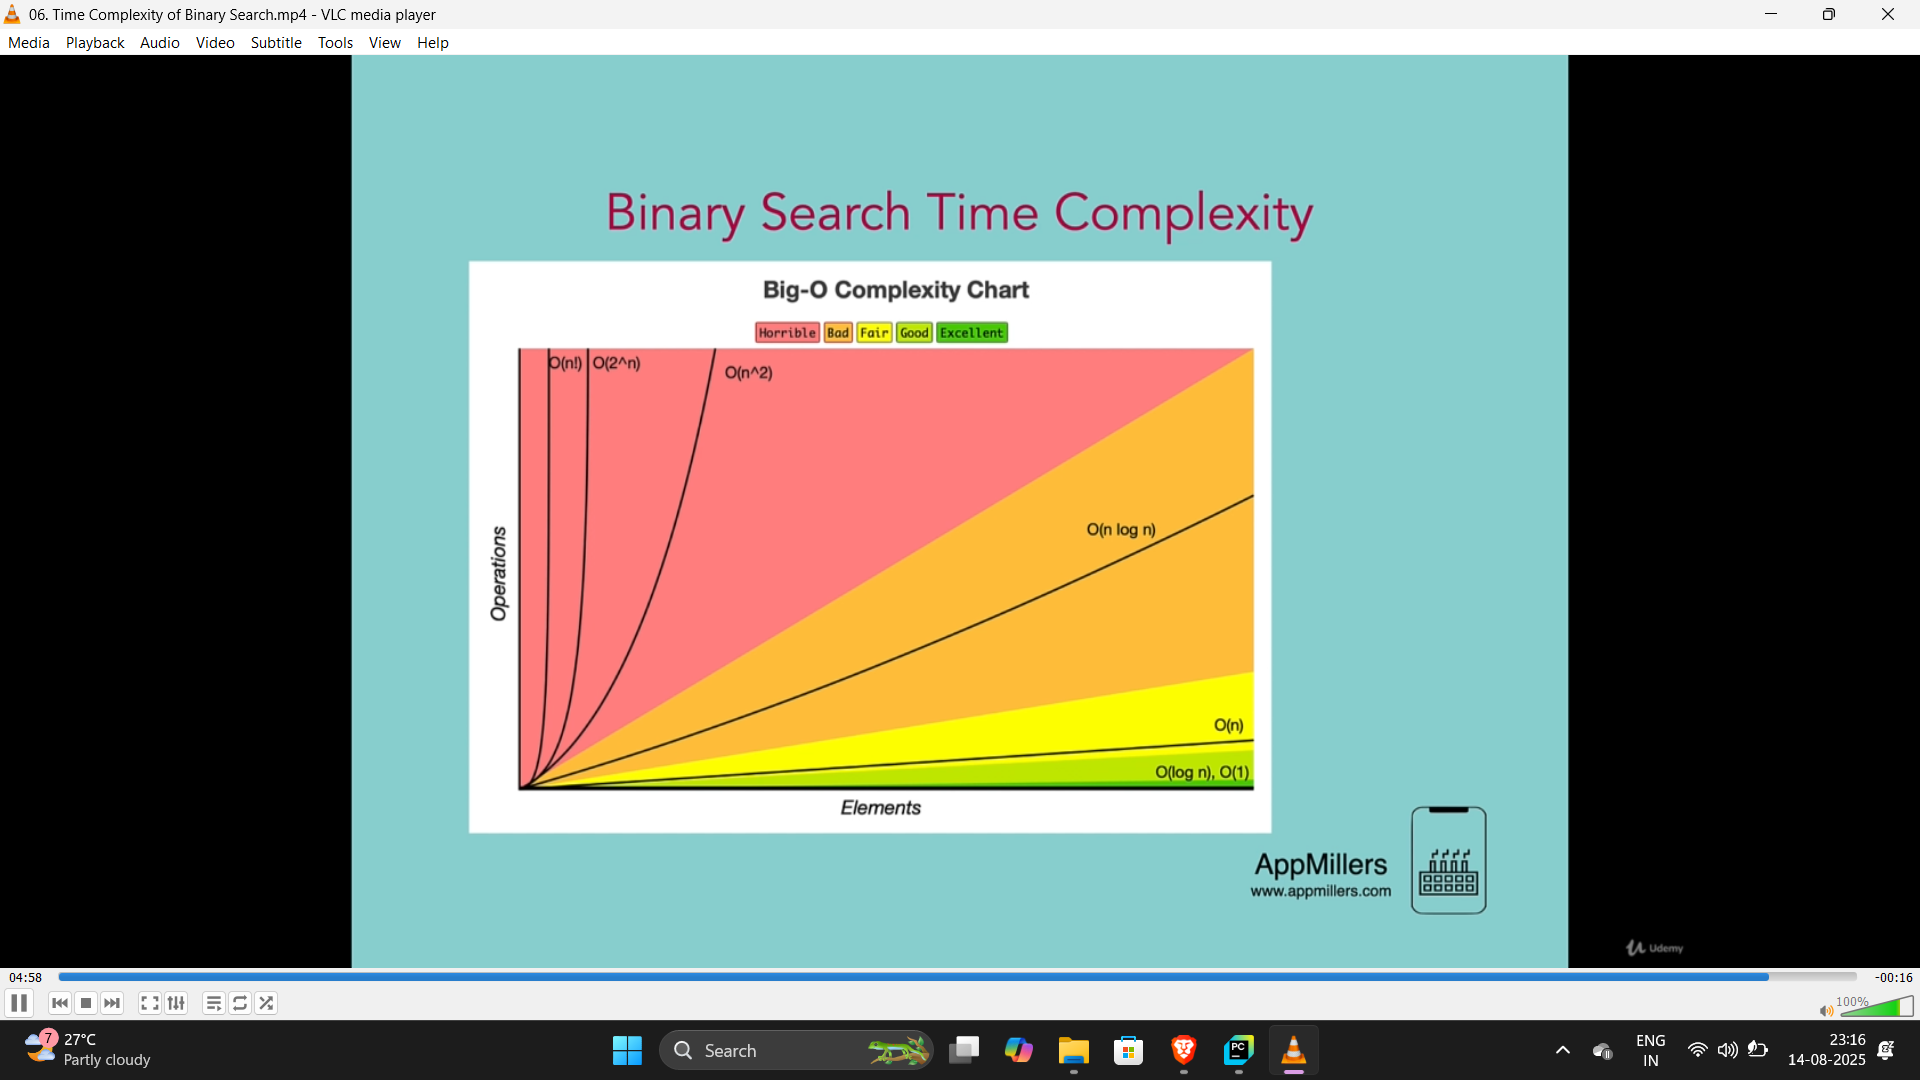 06. Time Complexity of Binary Search.mp4 - VLC media player
Media Playback Audio Video Subtitle Tools View Help
Binary Search Time Complexity
Big-O Complexity Chart
Horrible Bad Fair Good Excellent
O(n!) O(2^n)
O(n^2)
O(n log n)
Operations
O(n)
O(log n), O(1)
Elements
AppMillers
www.appmillers.com
Udemy
04:58
-00:16
100%
7
27°C
Partly cloudy
Search
PC
ENG
IN
23:16
14-08-2025